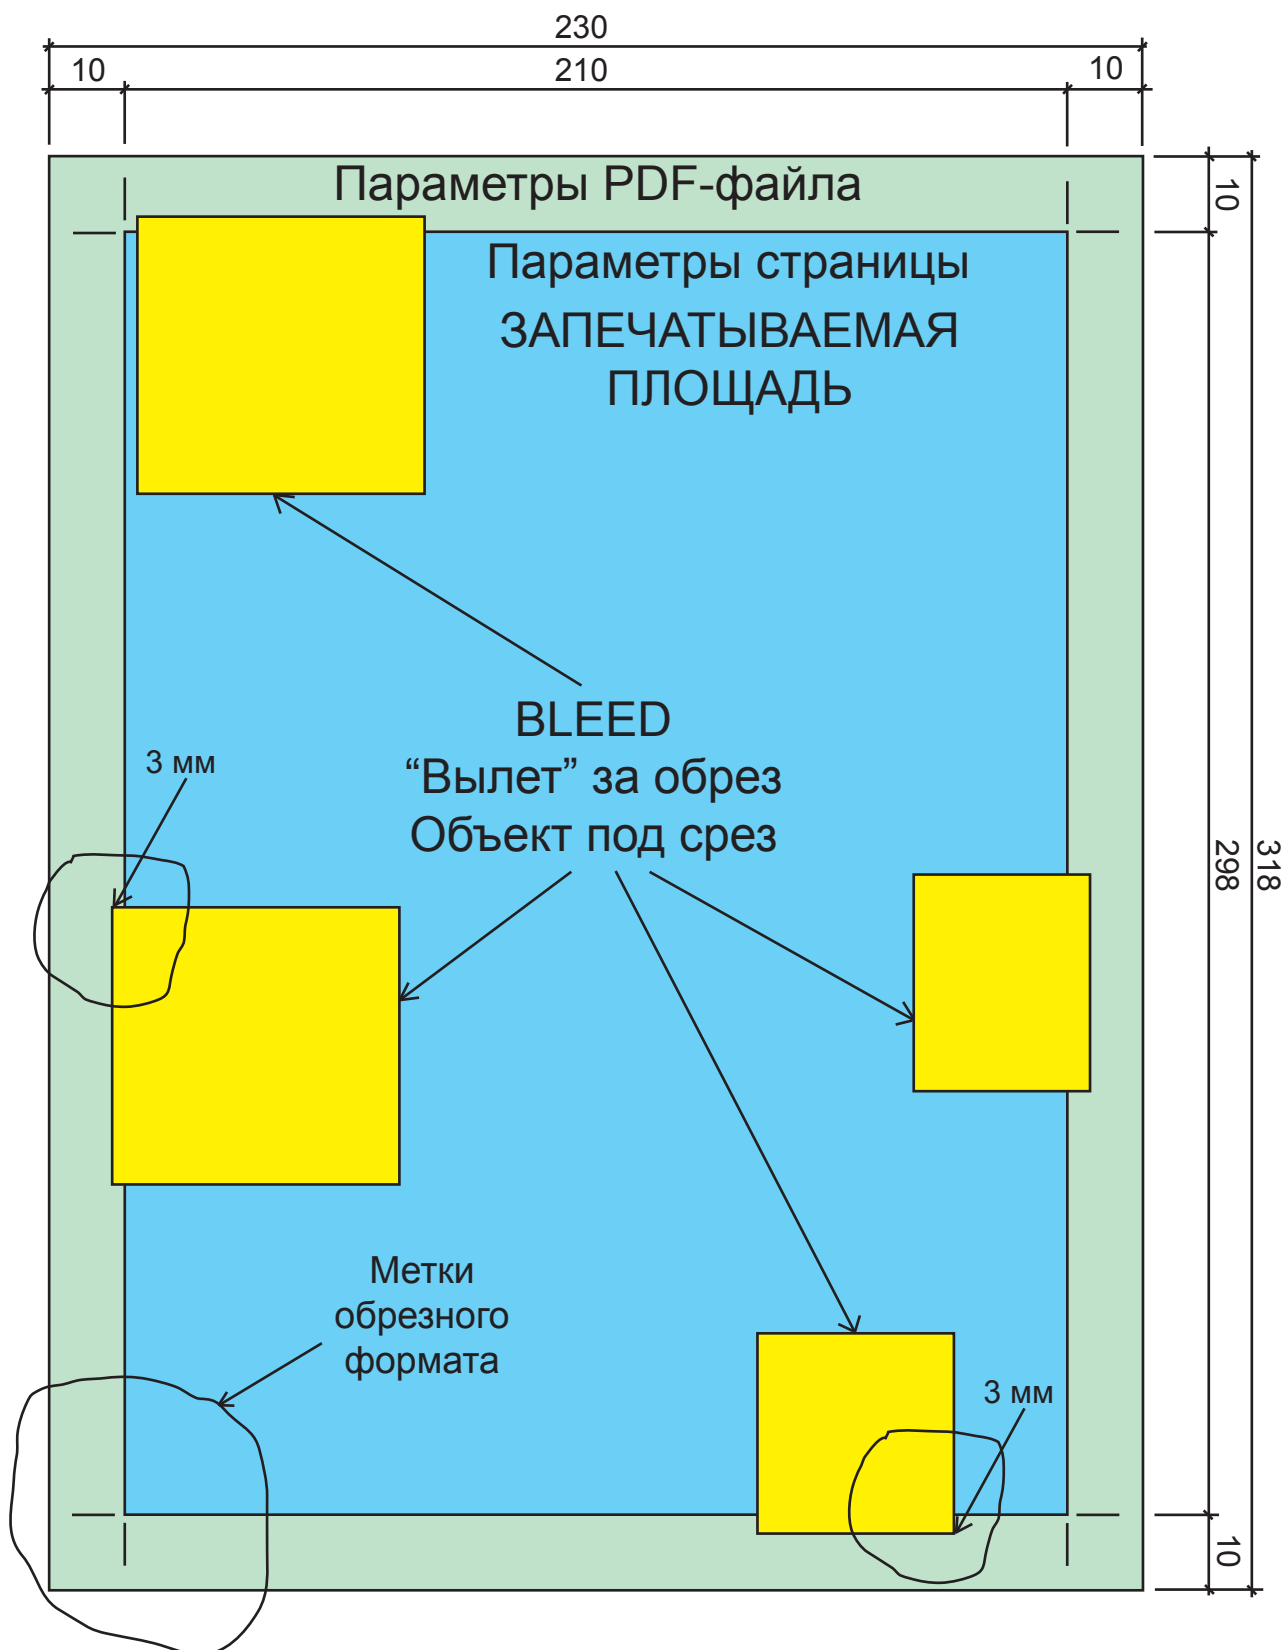 230
10
210
10
Параметры PDF-файла
10
Параметры страницы
ЗАПЕЧАТЫВАЕМАЯ
ПЛОЩАДЬ
BLEED
“Вылет” за обрез
Объект под срез
3 мм
298
318
Метки
обрезного
формата
3 мм
10